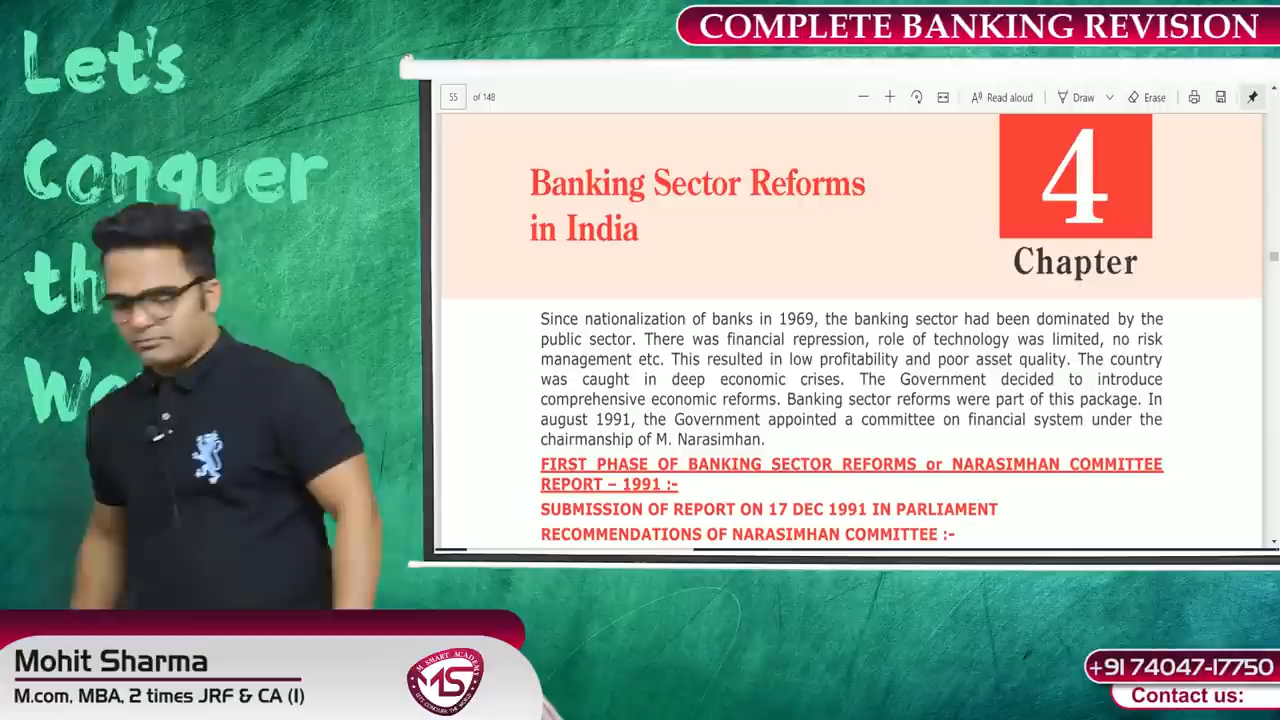 COMPLETE BANKING REVISION
Let's
Conquer
55 of 148
Read aloud
Draw
Erase
Banking Sector Reforms
in India
4
Chapter
Since nationalization of banks in 1969, the banking sector had been dominated by the
public sector. There was financial repression, role of technology was limited, no risk
management etc. This resulted in low profitability and poor asset quality. The country
was caught in deep economic crises. The Government decided to introduce
comprehensive economic reforms. Banking sector reforms were part of this package. In
august 1991, the Government appointed a committee on financial system under the
chairmanship of M. Narasimhan.
FIRST PHASE OF BANKING SECTOR REFORMS or NARASIMHAN COMMITTEE
REPORT – 1991 :-
SUBMISSION OF REPORT ON 17 DEC 1991 IN PARLIAMENT
RECOMMENDATIONS OF NARASIMHAN COMMITTEE :-
Mohit Sharma
M.com, MBA, 2 times JRF & CA (I)
M SMART ACADEMY
MS
LETS CONQUER THE WORLD
+91 74047-17750
Contact us: